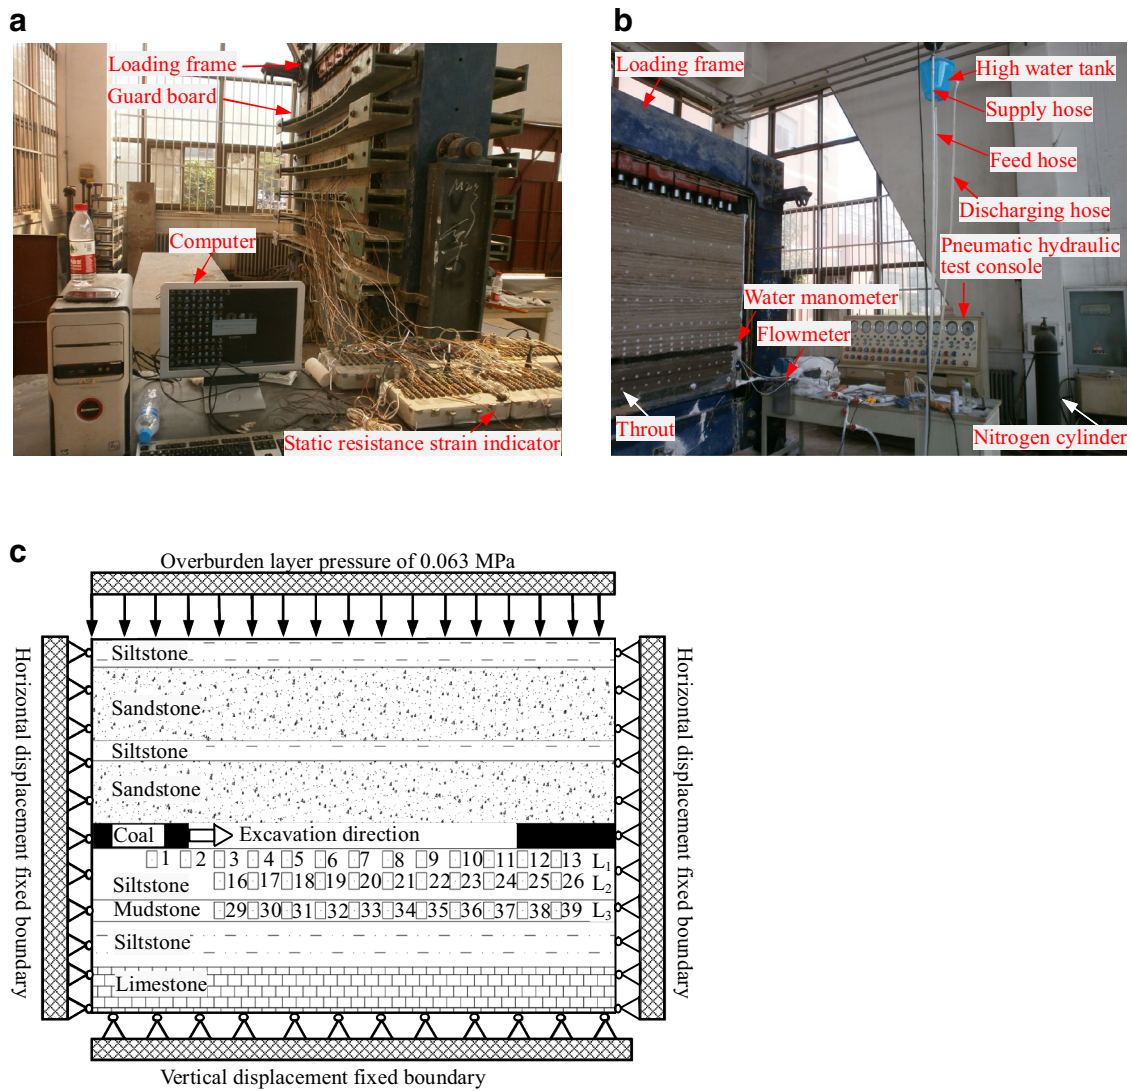 a
Loading frame
Guard board
Computer
Static resistance strain indicator
b
Loading frame
High water tank
Supply hose
Feed hose
Discharging hose
Pneumatic hydraulic
test console
Water manometer
Flowmeter
Throut
Nitrogen cylinder
c
Overburden layer pressure of 0.063 MPa
Horizontal displacement fixed boundary
Siltstone
Sandstone
Siltstone
Sandstone
Coal
Excavation direction
1 2 3 4 5 6 7 8 9 10 11 12 13 L1
Siltstone
16 17 18 19 20 21 22 23 24 25 26 L2
Mudstone
29 30 31 32 33 34 35 36 37 38 39 L3
Siltstone
Limestone
Horizontal displacement fixed boundary
Vertical displacement fixed boundary